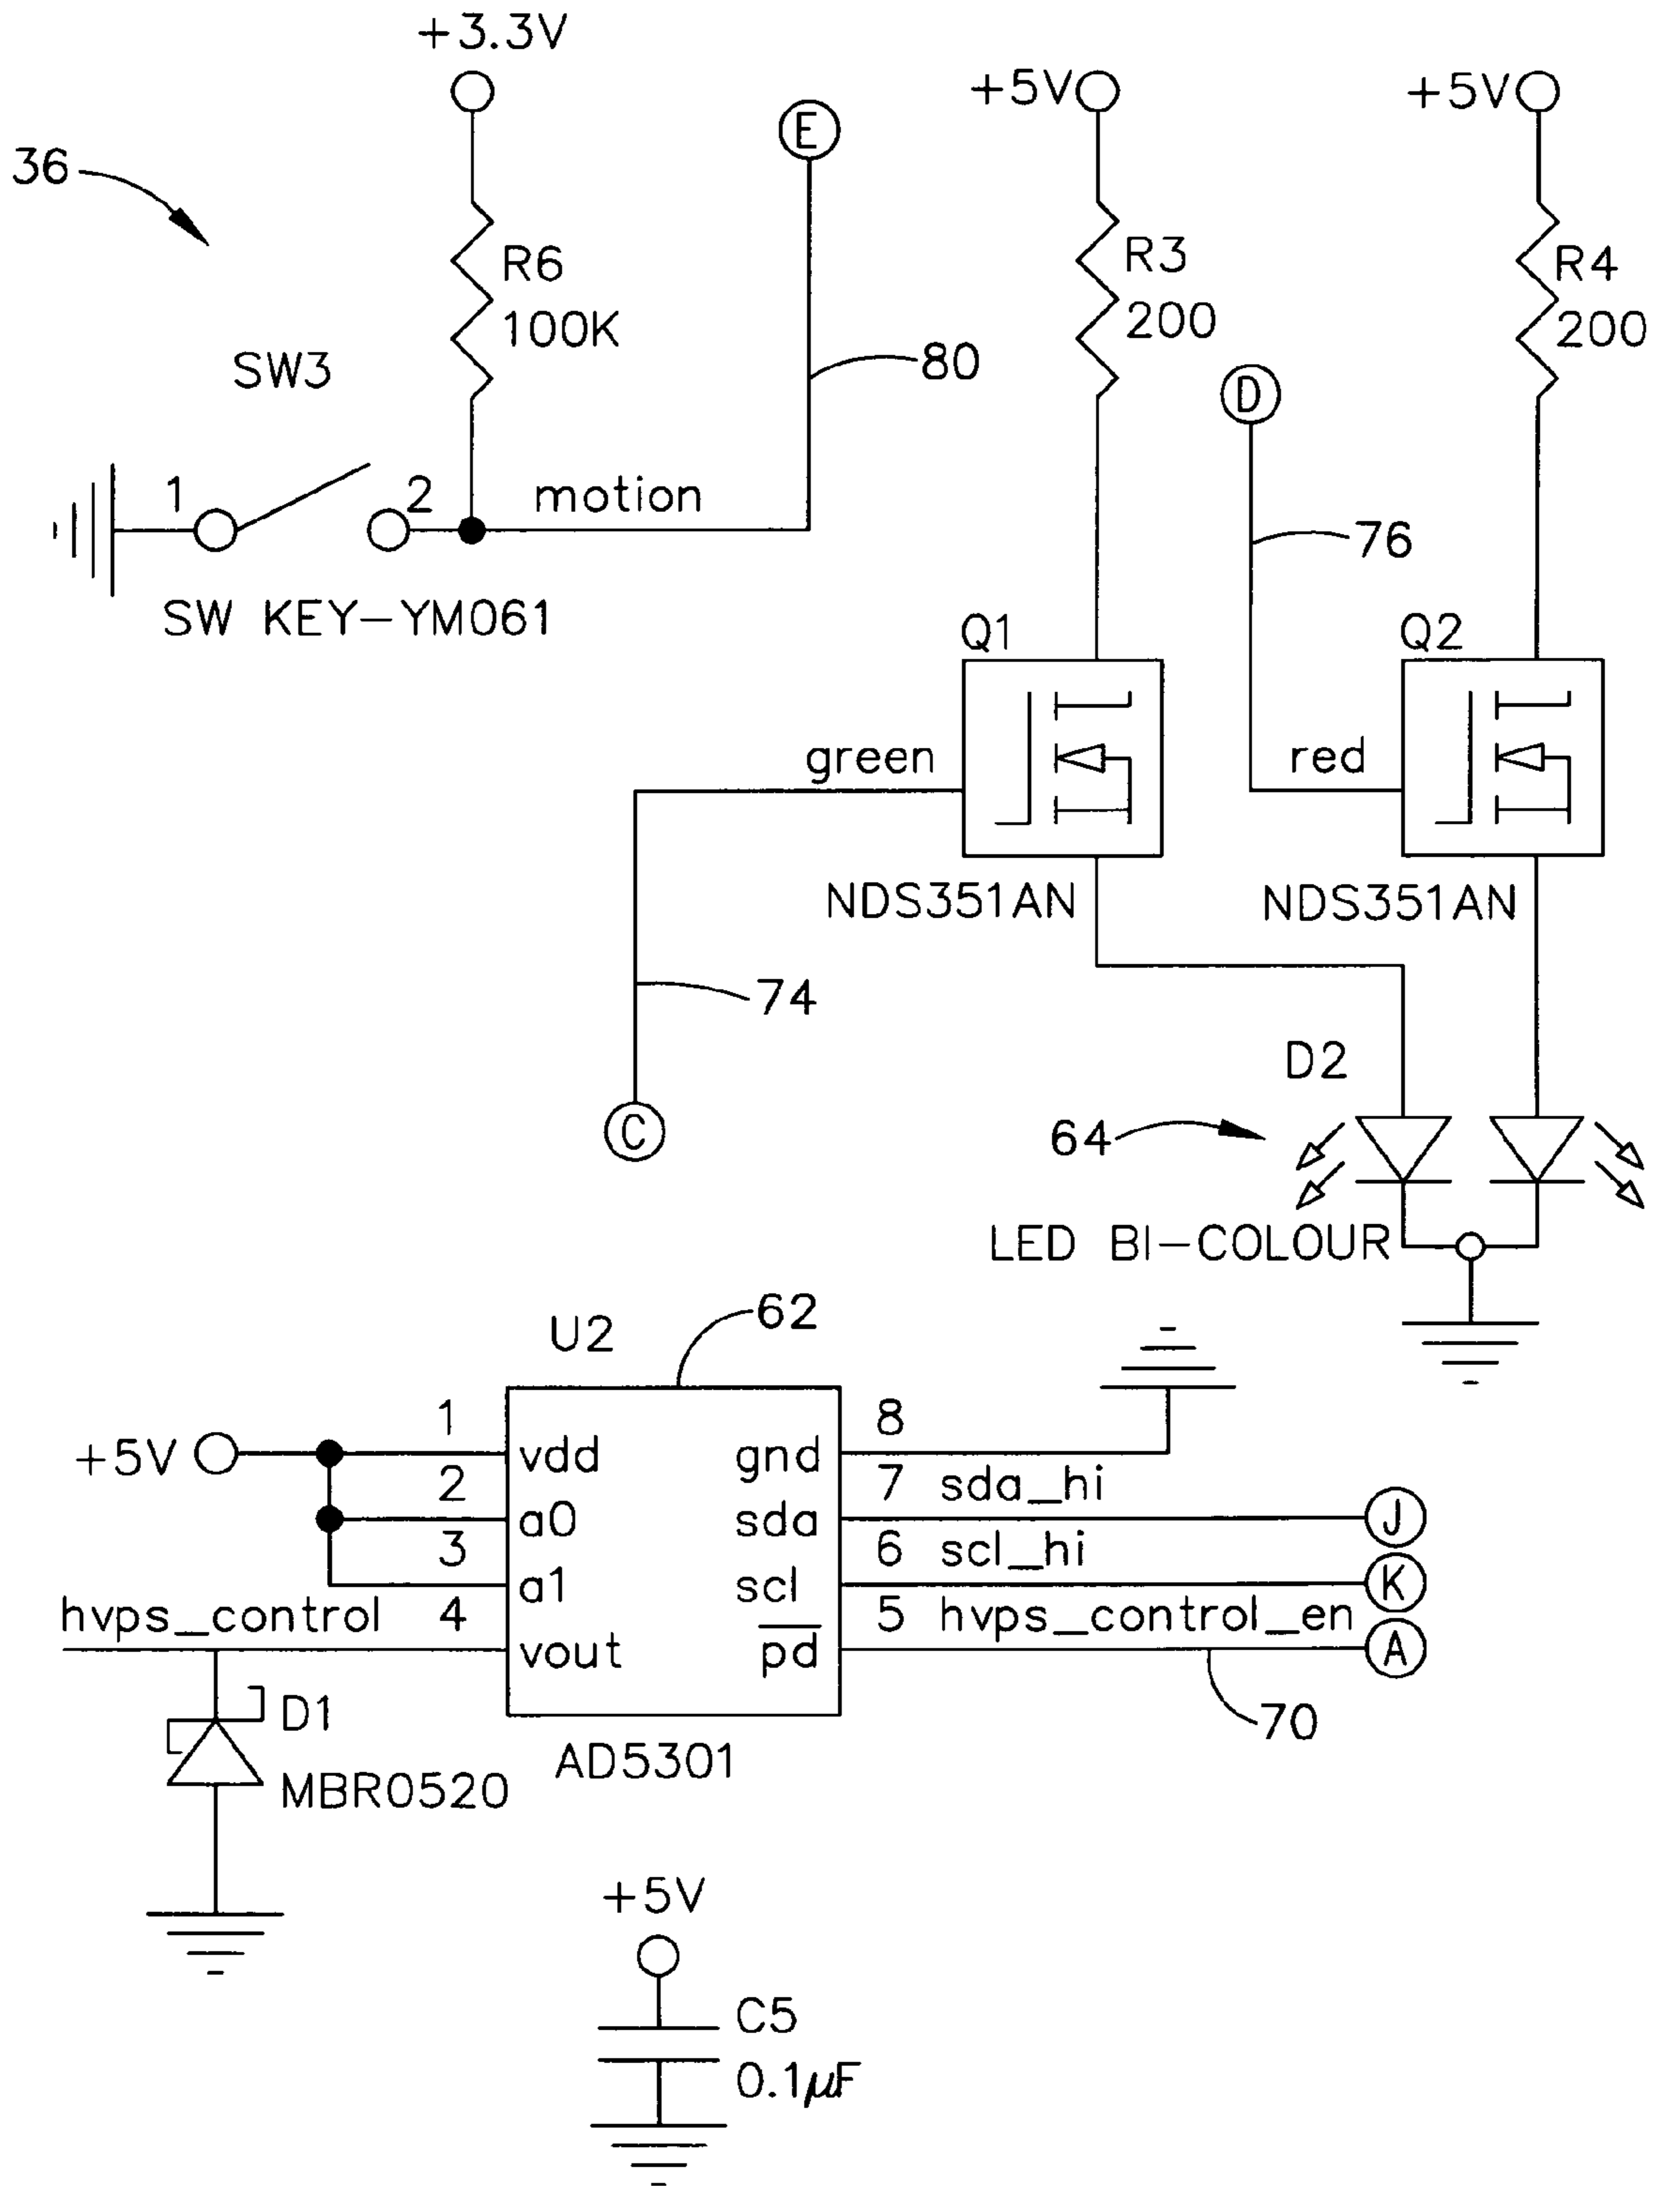 +3.3V
E
+5V
+5V
36
R6
100K
R3
200
R4
200
SW3
80
D
1
2
motion
76
SW KEY-YM061
Q1
Q2
green
red
NDS351AN
NDS351AN
74
D2
C
64
LED BI-COLOUR
U2
62
1
8
+5V
vdd
gnd
2
7
sda_hi
a0
sda
J
3
6
scl_hi
a1
scl
K
hvps_control
4
5
hvps_control_en
vout
pd
A
D1
70
MBR0520
AD5301
+5V
C5
0.1µF